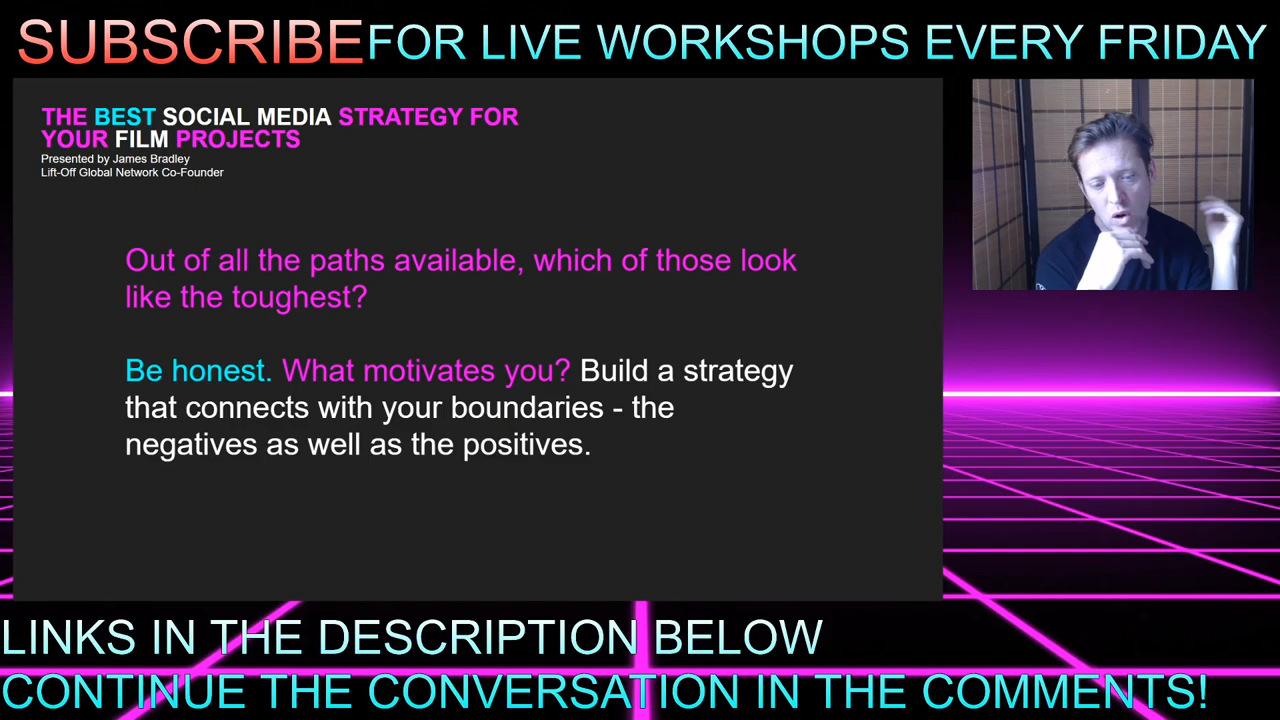 SUBSCRIBE FOR LIVE WORKSHOPS EVERY FRIDAY
THE BEST SOCIAL MEDIA STRATEGY FOR
YOUR FILM PROJECTS
Presented by James Bradley
Lift-Off Global Network Co-Founder
Out of all the paths available, which of those look
like the toughest?
Be honest. What motivates you? Build a strategy
that connects with your boundaries - the
negatives as well as the positives.
LINKS IN THE DESCRIPTION BELOW
CONTINUE THE CONVERSATION IN THE COMMENTS!